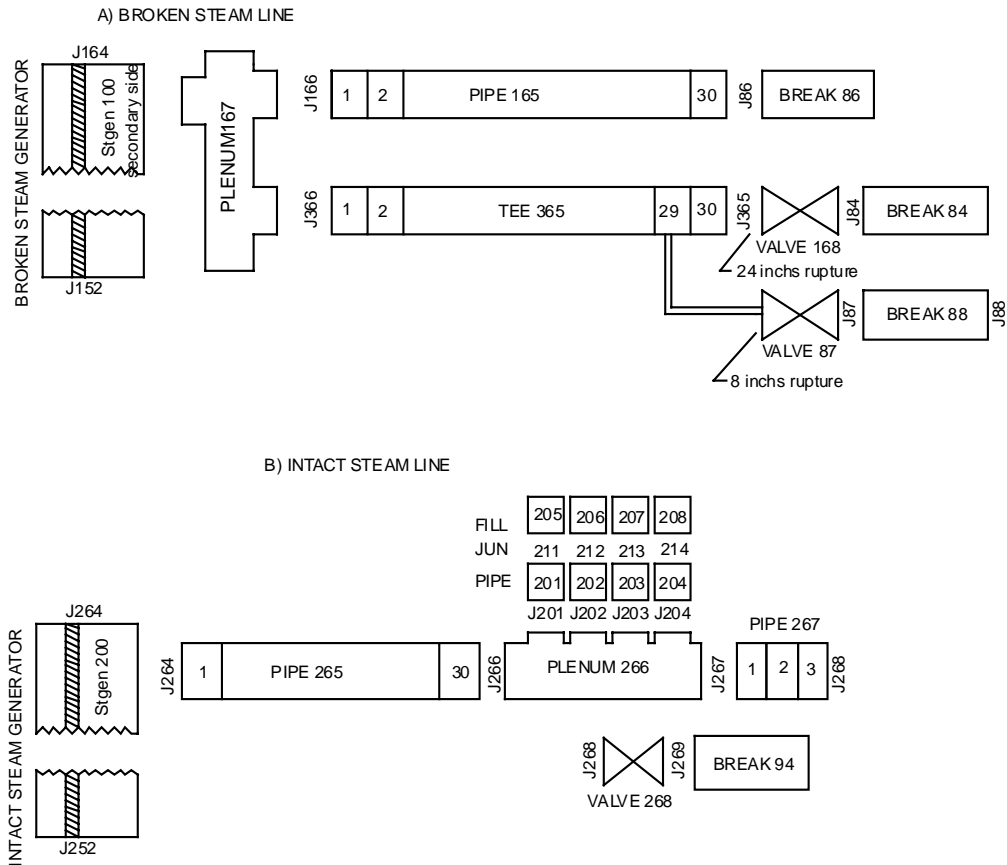 A) BROKEN STEAM LINE
BROKEN STEAM GENERATOR
J164
Stgen 100
secondary side
J152
PLENUM167
J166
1 2 PIPE 165 30
J86
BREAK 86
J366
1 2 TEE 365 29 30
J365
VALVE 168
24 inchs rupture
J84
BREAK 84
VALVE 87
8 inchs rupture
J87
BREAK 88
J88
B) INTACT STEAM LINE
FILL 205 206 207 208
JUN 211 212 213 214
PIPE 201 202 203 204
J201 J202 J203 J204
INTACT STEAM GENERATOR
J264
Stgen 200
J252
J264
1 PIPE 265 30
J266
PLENUM 266
J267
PIPE 267
1 2 3
J268
J268
VALVE 268
J269
BREAK 94